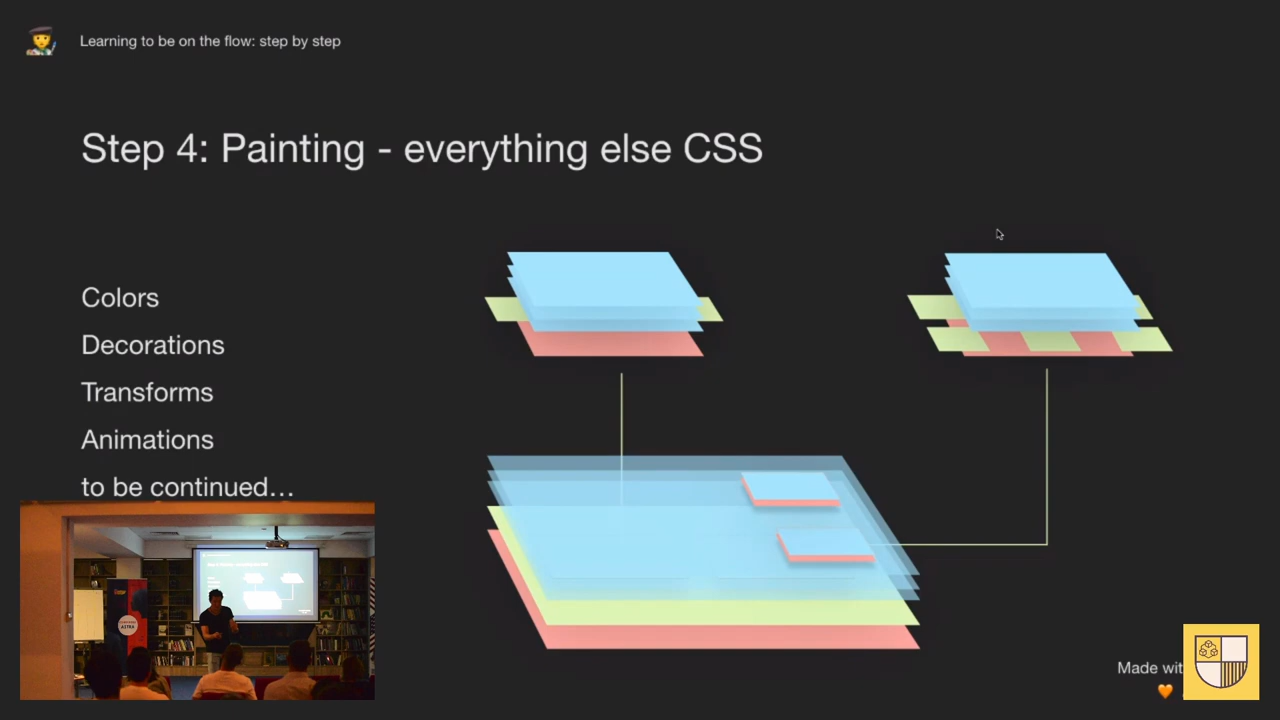 Learning to be on the flow: step by step
Step 4: Painting - everything else CSS
Colors
Decorations
Transforms
Animations
to be continued...
Made wit